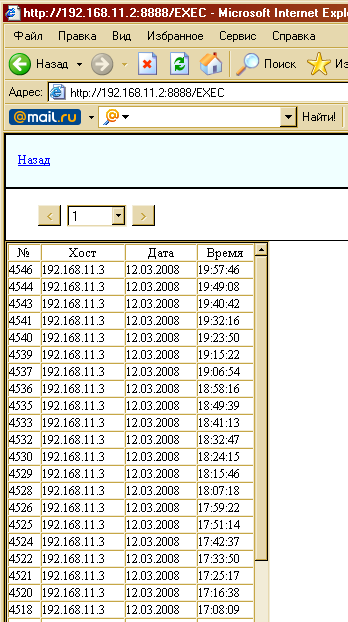 http://192.168.11.2:8888/EXEC - Microsoft Internet Explo
Файл Правка Вид Избранное Сервис Справка
Назад Поиск Из
Адрес: http://192.168.11.2:8888/EXEC
@mail.ru @ Найти!
Назад
< 1 >
№ Хост Дата Время
4546 192.168.11.3 12.03.2008 19:57:46
4544 192.168.11.3 12.03.2008 19:49:08
4543 192.168.11.3 12.03.2008 19:40:42
4541 192.168.11.3 12.03.2008 19:32:16
4540 192.168.11.3 12.03.2008 19:23:50
4539 192.168.11.3 12.03.2008 19:15:22
4537 192.168.11.3 12.03.2008 19:06:54
4536 192.168.11.3 12.03.2008 18:58:16
4535 192.168.11.3 12.03.2008 18:49:39
4533 192.168.11.3 12.03.2008 18:41:13
4532 192.168.11.3 12.03.2008 18:32:47
4530 192.168.11.3 12.03.2008 18:24:15
4529 192.168.11.3 12.03.2008 18:15:46
4528 192.168.11.3 12.03.2008 18:07:18
4526 192.168.11.3 12.03.2008 17:59:22
4525 192.168.11.3 12.03.2008 17:51:14
4524 192.168.11.3 12.03.2008 17:42:37
4522 192.168.11.3 12.03.2008 17:33:50
4521 192.168.11.3 12.03.2008 17:25:17
4520 192.168.11.3 12.03.2008 17:16:38
4518 192.168.11.3 12.03.2008 17:08:09